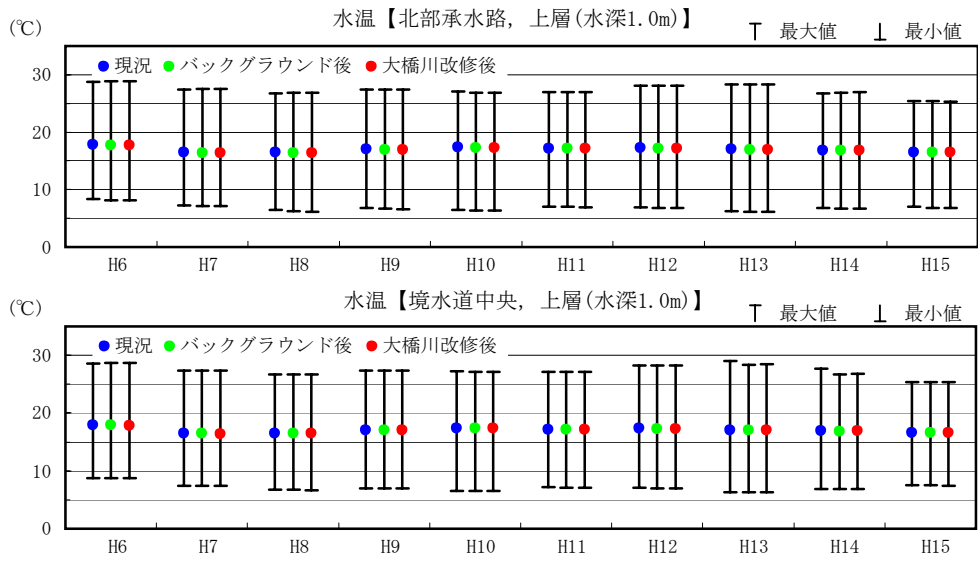 水温【北部承水路，上層(水深1.0m)】
(℃)
最大値 最小値
30
現況 バックグラウンド後 大橋川改修後
20
10
0
H6 H7 H8 H9 H10 H11 H12 H13 H14 H15
水温【境水道中央，上層(水深1.0m)】
(℃)
最大値 最小値
30
現況 バックグラウンド後 大橋川改修後
20
10
0
H6 H7 H8 H9 H10 H11 H12 H13 H14 H15